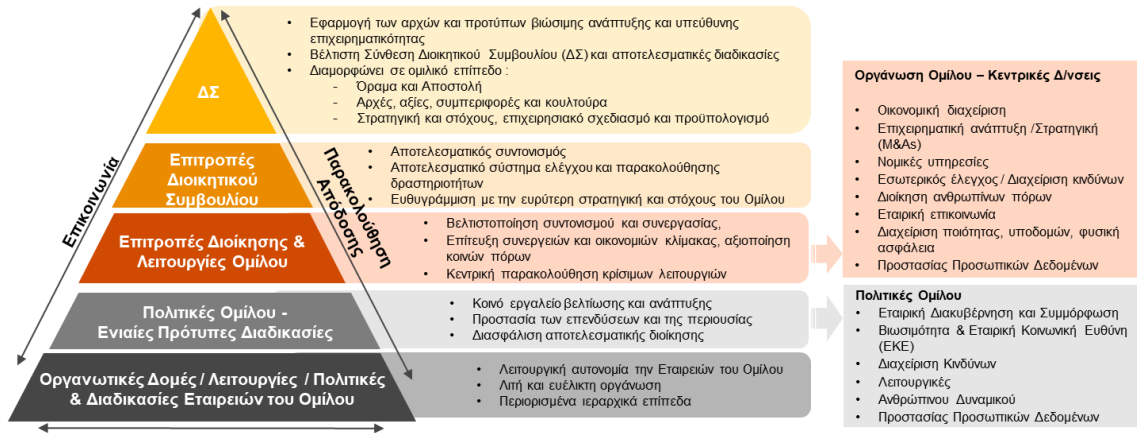 ΔΣ
Επιτροπές
Διοικητικού
Συμβουλίου
Επιτροπές Διοίκησης &
Λειτουργίες Ομίλου
Πολιτικές Ομίλου -
Ενιαίες Πρότυπες Διαδικασίες
Οργανωτικές Δομές / Λειτουργίες / Πολιτικές
& Διαδικασίες Εταιρειών του Ομίλου
Επικοινωνία
Παρακολούθηση
Απόδοσης
• Εφαρμογή των αρχών και προτύπων βιώσιμης ανάπτυξης και υπεύθυνης
επιχειρηματικότητας
• Βέλτιστη Σύνθεση Διοικητικού Συμβουλίου (ΔΣ) και αποτελεσματικές διαδικασίες
• Διαμορφώνει σε ομιλικό επίπεδο :
- Όραμα και Αποστολή
- Αρχές, αξίες, συμπεριφορές και κουλτούρα
- Στρατηγική και στόχους, επιχειρησιακό σχεδιασμό και προϋπολογισμό
• Αποτελεσματικός συντονισμός
• Αποτελεσματικό σύστημα ελέγχου και παρακολούθησης
δραστηριοτήτων
• Ευθυγράμμιση με την ευρύτερη στρατηγική και στόχους του Ομίλου
• Βελτιστοποίηση συντονισμού και συνεργασίας,
• Επίτευξη συνεργειών και οικονομιών κλίμακας, αξιοποίηση
κοινών πόρων
• Κεντρική παρακολούθηση κρίσιμων λειτουργιών
• Κοινό εργαλείο βελτίωσης και ανάπτυξης
• Προστασία των επενδύσεων και της περιουσίας
• Διασφάλιση αποτελεσματικής διοίκησης
• Λειτουργική αυτονομία την Εταιρειών του Ομίλου
• Λιτή και ευέλικτη οργάνωση
• Περιορισμένα ιεραρχικά επίπεδα
Οργάνωση Ομίλου – Κεντρικές Δ/νσεις
• Οικονομική διαχείριση
• Επιχειρηματική ανάπτυξη /Στρατηγική
(M&As)
• Νομικές υπηρεσίες
• Εσωτερικός έλεγχος / Διαχείριση κινδύνων
• Διοίκηση ανθρωπίνων πόρων
• Εταιρική επικοινωνία
• Διαχείριση ποιότητας, υποδομών, φυσική
ασφάλεια
• Προστασίας Προσωπικών Δεδομένων
Πολιτικές Ομίλου
• Εταιρική Διακυβέρνηση και Συμμόρφωση
• Βιωσιμότητα & Εταιρική Κοινωνική Ευθύνη
(ΕΚΕ)
• Διαχείριση Κινδύνων
• Λειτουργικές
• Ανθρώπινου Δυναμικού
• Προστασίας Προσωπικών Δεδομένων